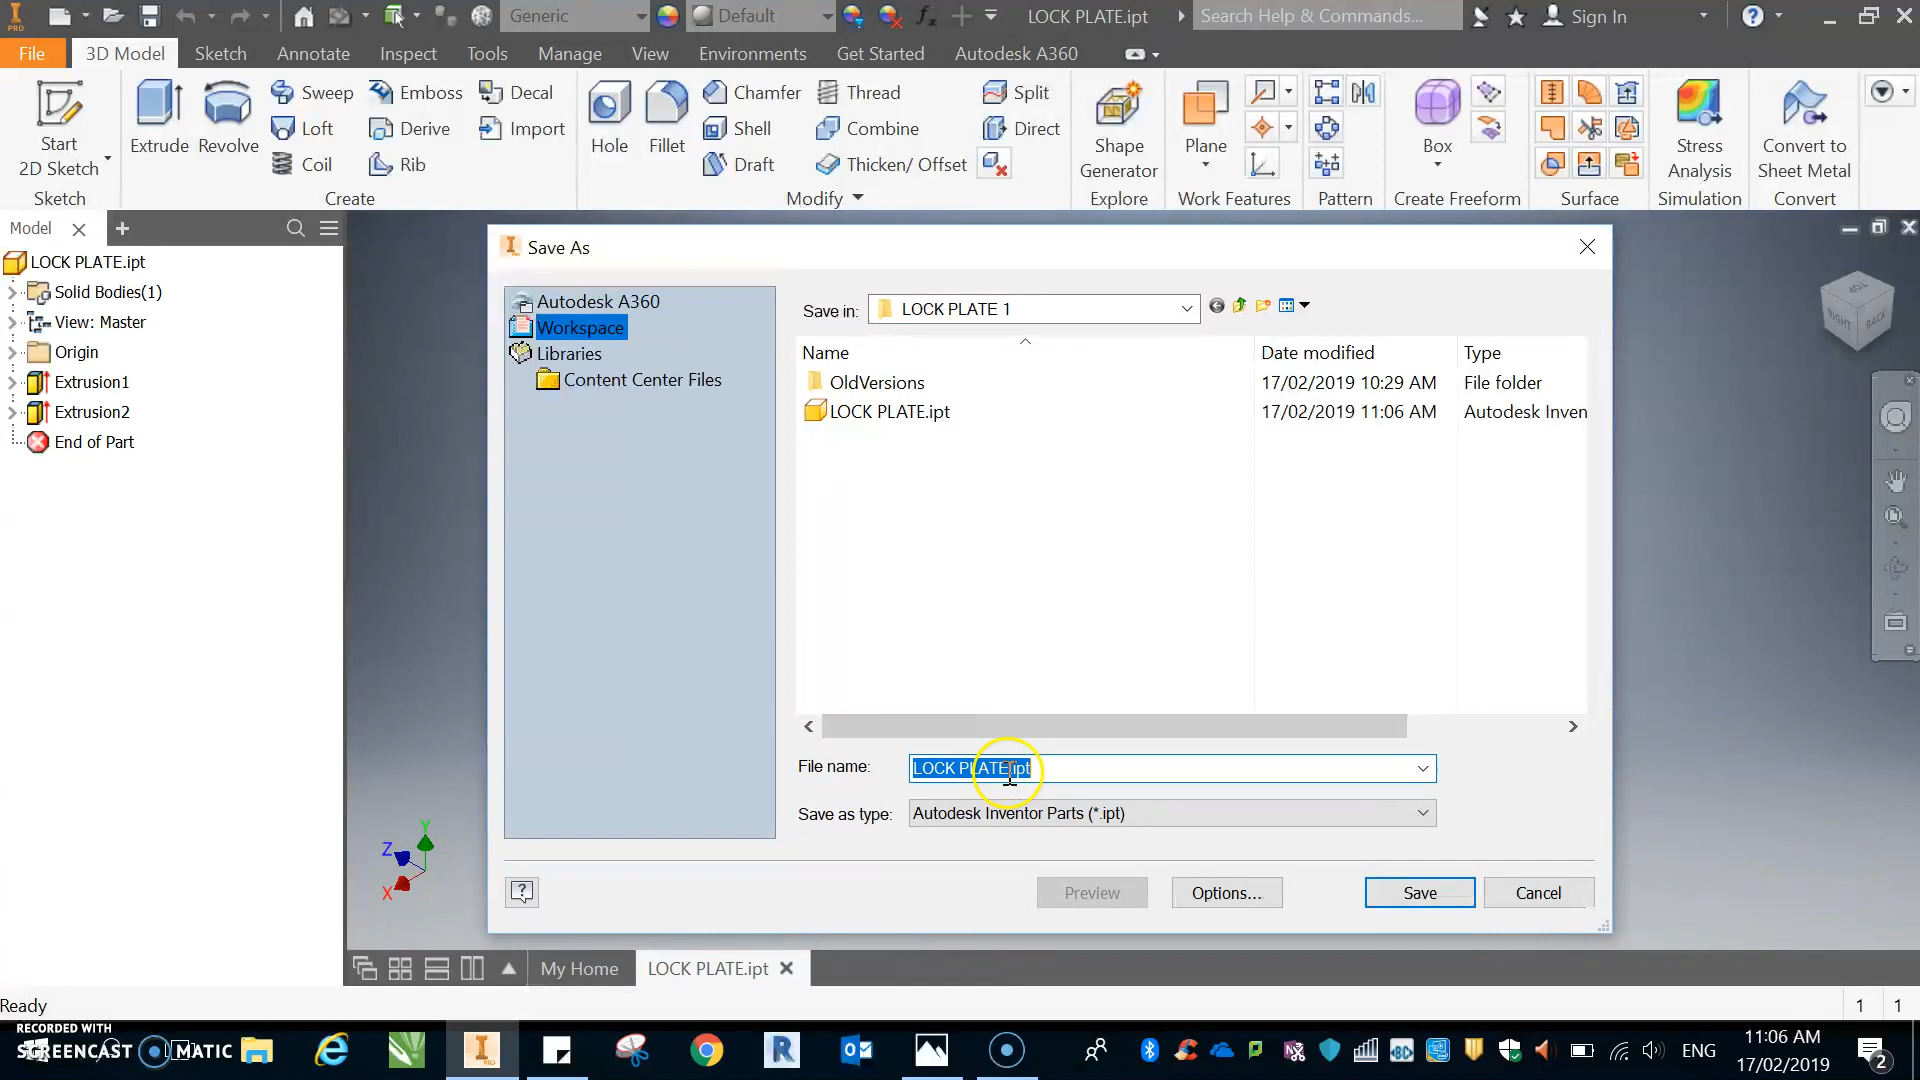 PRO
Generic
Default
LOCK PLATE.ipt
Search Help & Commands...
Sign In
File
3D Model
Sketch
Annotate
Inspect
Tools
Manage
View
Environments
Get Started
Autodesk A360
Start
2D Sketch
Extrude
Revolve
Sweep
Loft
Coil
Emboss
Derive
Rib
Decal
Import
Hole
Fillet
Chamfer
Shell
Draft
Thread
Combine
Thicken/ Offset
Split
Direct
Shape
Generator
Plane
Box
Stress
Analysis
Convert to
Sheet Metal
Sketch
Create
Modify
Explore
Work Features
Pattern
Create Freeform
Surface
Simulation
Convert
Model
LOCK PLATE.ipt
Solid Bodies(1)
View: Master
Origin
Extrusion1
Extrusion2
End of Part
TOP
RIGHT
BACK
Save As
Autodesk A360
Workspace
Libraries
Content Center Files
Save in:
LOCK PLATE 1
Name
Date modified
Type
OldVersions
17/02/2019 10:29 AM
File folder
LOCK PLATE.ipt
17/02/2019 11:06 AM
Autodesk Inven
File name:
LOCK PLATE.ipt
Save as type:
Autodesk Inventor Parts (*.ipt)
Preview
Options...
Save
Cancel
Y
Z
X
My Home
LOCK PLATE.ipt
Ready
1
1
RECORDED WITH
SCREENCAST MATIC
PRO
ENG
11:06 AM
17/02/2019
2